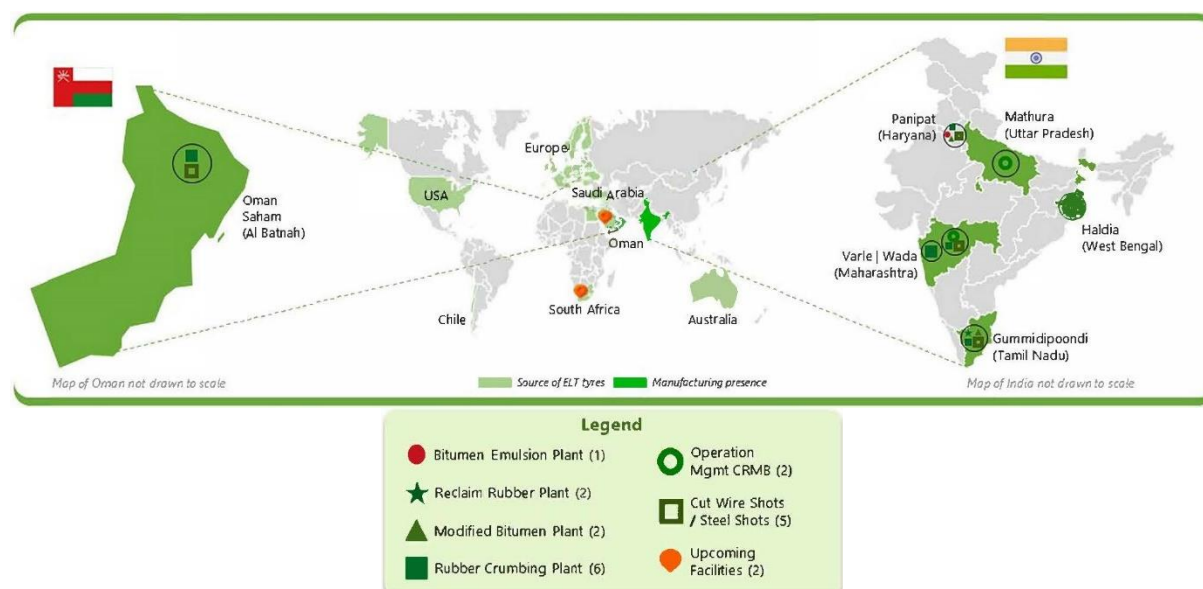 Oman
Saham
(Al Batnah)
Map of Oman not drawn to scale
Europe
USA
Saudi Arabia
Oman
South Africa
Chile
Australia
Source of ELT tyres
Manufacturing presence
Panipat
(Haryana)
Mathura
(Uttar Pradesh)
Haldia
(West Bengal)
Varle | Wada
(Maharashtra)
Gummidipoondi
(Tamil Nadu)
Map of India not drawn to scale
Legend
Bitumen Emulsion Plant (1)
Reclaim Rubber Plant (2)
Modified Bitumen Plant (2)
Rubber Crumbing Plant (6)
Operation
Mgmt CRMB (2)
Cut Wire Shots
/ Steel Shots (5)
Upcoming
Facilities (2)